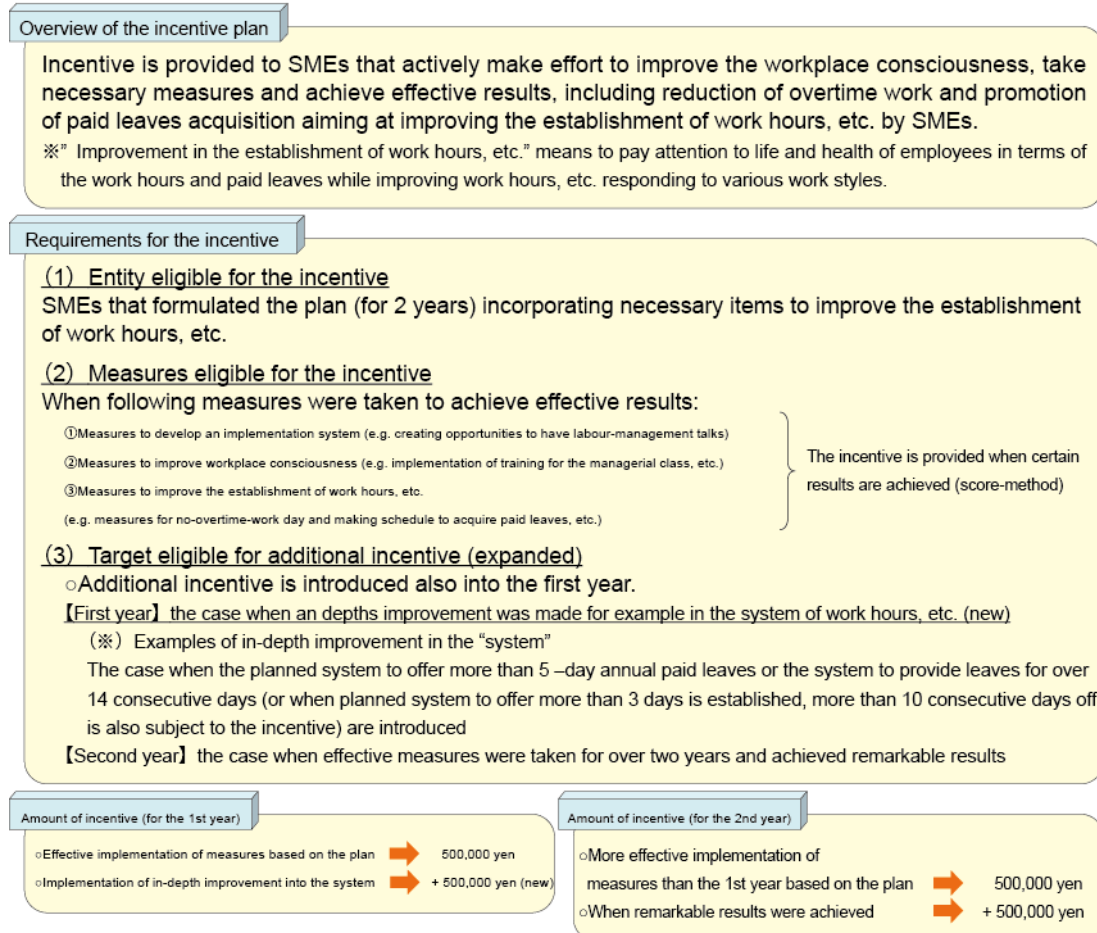 Overview of the incentive plan
Incentive is provided to SMEs that actively make effort to improve the workplace consciousness, take
necessary measures and achieve effective results, including reduction of overtime work and promotion
of paid leaves acquisition aiming at improving the establishment of work hours, etc. by SMEs.
※" Improvement in the establishment of work hours, etc." means to pay attention to life and health of employees in terms of
the work hours and paid leaves while improving work hours, etc. responding to various work styles.
Requirements for the incentive
(1) Entity eligible for the incentive
SMEs that formulated the plan (for 2 years) incorporating necessary items to improve the establishment
of work hours, etc.
(2) Measures eligible for the incentive
When following measures were taken to achieve effective results:
①Measures to develop an implementation system (e.g. creating opportunities to have labour-management talks)
②Measures to improve workplace consciousness (e.g. implementation of training for the managerial class, etc.)
③Measures to improve the establishment of work hours, etc.
(e.g. measures for no-overtime-work day and making schedule to acquire paid leaves, etc.)
The incentive is provided when certain
results are achieved (score-method)
(3) Target eligible for additional incentive (expanded)
○Additional incentive is introduced also into the first year.
【First year】 the case when an depths improvement was made for example in the system of work hours, etc. (new)
(※) Examples of in-depth improvement in the “system”
The case when the planned system to offer more than 5 –day annual paid leaves or the system to provide leaves for over
14 consecutive days (or when planned system to offer more than 3 days is established, more than 10 consecutive days off
is also subject to the incentive) are introduced
【Second year】 the case when effective measures were taken for over two years and achieved remarkable results
Amount of incentive (for the 1st year)
○Effective implementation of measures based on the plan 500,000 yen
○Implementation of in-depth improvement into the system + 500,000 yen (new)
Amount of incentive (for the 2nd year)
○More effective implementation of
measures than the 1st year based on the plan 500,000 yen
○When remarkable results were achieved + 500,000 yen